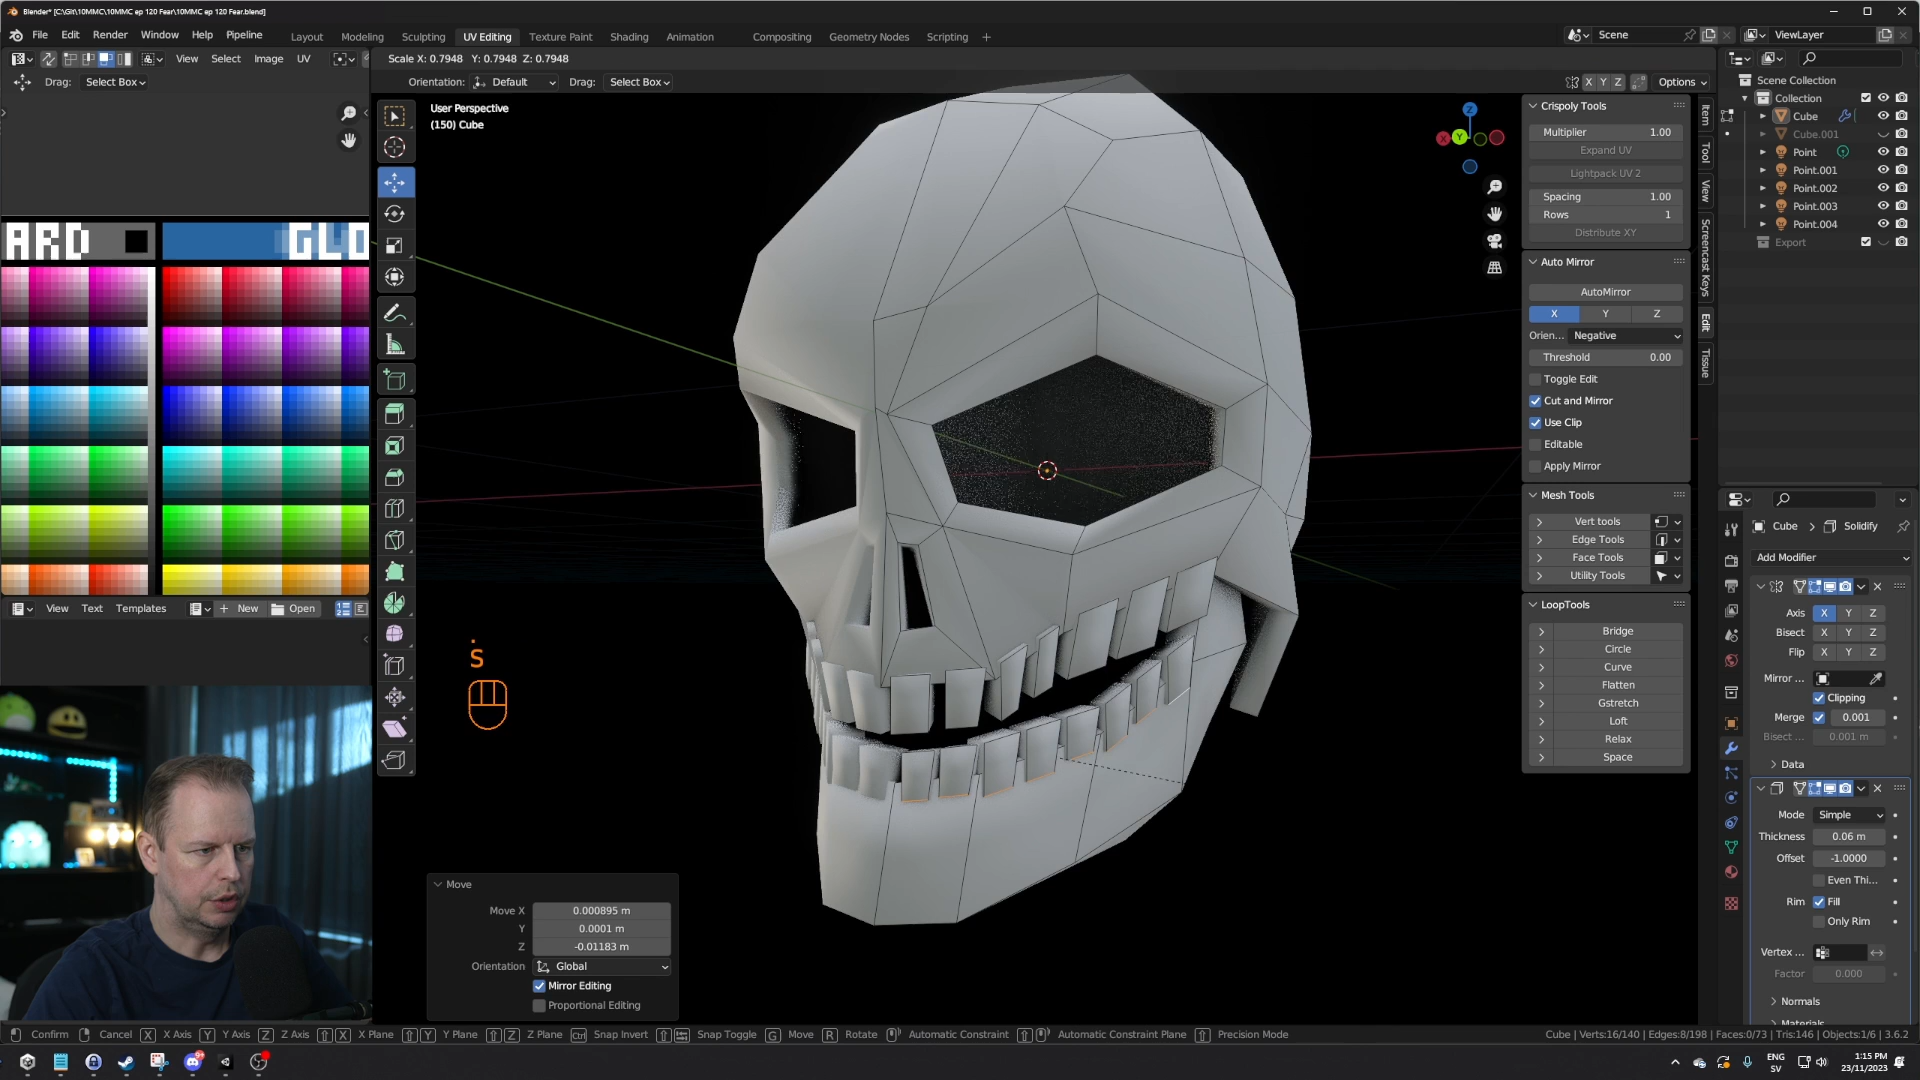 Blender* [C:\Git\10MMC\10MMC ep 120 Fear\10MMC ep 120 Fear.blend]
File Edit Render Window Help Pipeline Layout Modeling Sculpting UV Editing Texture Paint Shading Animation Compositing Geometry Nodes Scripting + Scene ViewLayer
View Select Image UV Scale X: 0.7948 Y: 0.7948 Z: 0.7948
Drag: Select Box Orientation: Default Drag: Select Box X Y Z Options
User Perspective
(150) Cube
ARD GLO
View Text Templates + New Open
.
S
Move
Move X 0.000895 m
Y 0.0001 m
Z -0.01183 m
Orientation Global
Mirror Editing
Proportional Editing
Z
X
Y
Crispoly Tools
Multiplier 1.00
Expand UV
Lightpack UV 2
Spacing 1.00
Rows 1
Distribute XY
Auto Mirror
AutoMirror
X Y Z
Orien... Negative
Threshold 0.00
Toggle Edit
Cut and Mirror
Use Clip
Editable
Apply Mirror
Mesh Tools
Vert tools
Edge Tools
Face Tools
Utility Tools
LoopTools
Bridge
Circle
Curve
Flatten
Gstretch
Loft
Relax
Space
Item
Tool
View
Screencast Keys
Edit
Tissue
Scene Collection
Collection
Cube
Cube.001
Point
Point.001
Point.002
Point.003
Point.004
Export
Cube > Solidify
Add Modifier
Axis X Y Z
Bisect X Y Z
Flip X Y Z
Mirror ...
Clipping
Merge 0.001
Bisect ... 0.001 m
Data
Mode Simple
Thickness 0.06 m
Offset -1.0000
Even Thi...
Rim Fill
Only Rim
Vertex ...
Factor 0.000
Normals
Materials
Confirm Cancel X X Axis Y Y Axis Z Z Axis X X Plane Y Y Plane Z Z Plane Ctrl Snap Invert Snap Toggle G Move R Rotate Automatic Constraint Automatic Constraint Plane Precision Mode Cube | Verts:16/140 | Edges:8/198 | Faces:0/73 | Tris:146 | Objects:1/6 | 3.6.2
ENG
SV
1:15 PM
23/11/2023